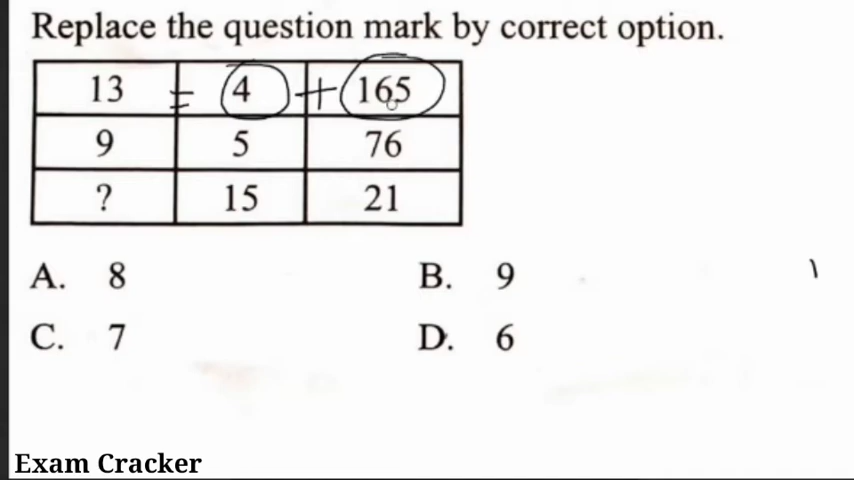 Replace the question mark by correct option.
13 = 4 + 165
9 5 76
? 15 21
A. 8 B. 9
C. 7 D. 6
Exam Cracker